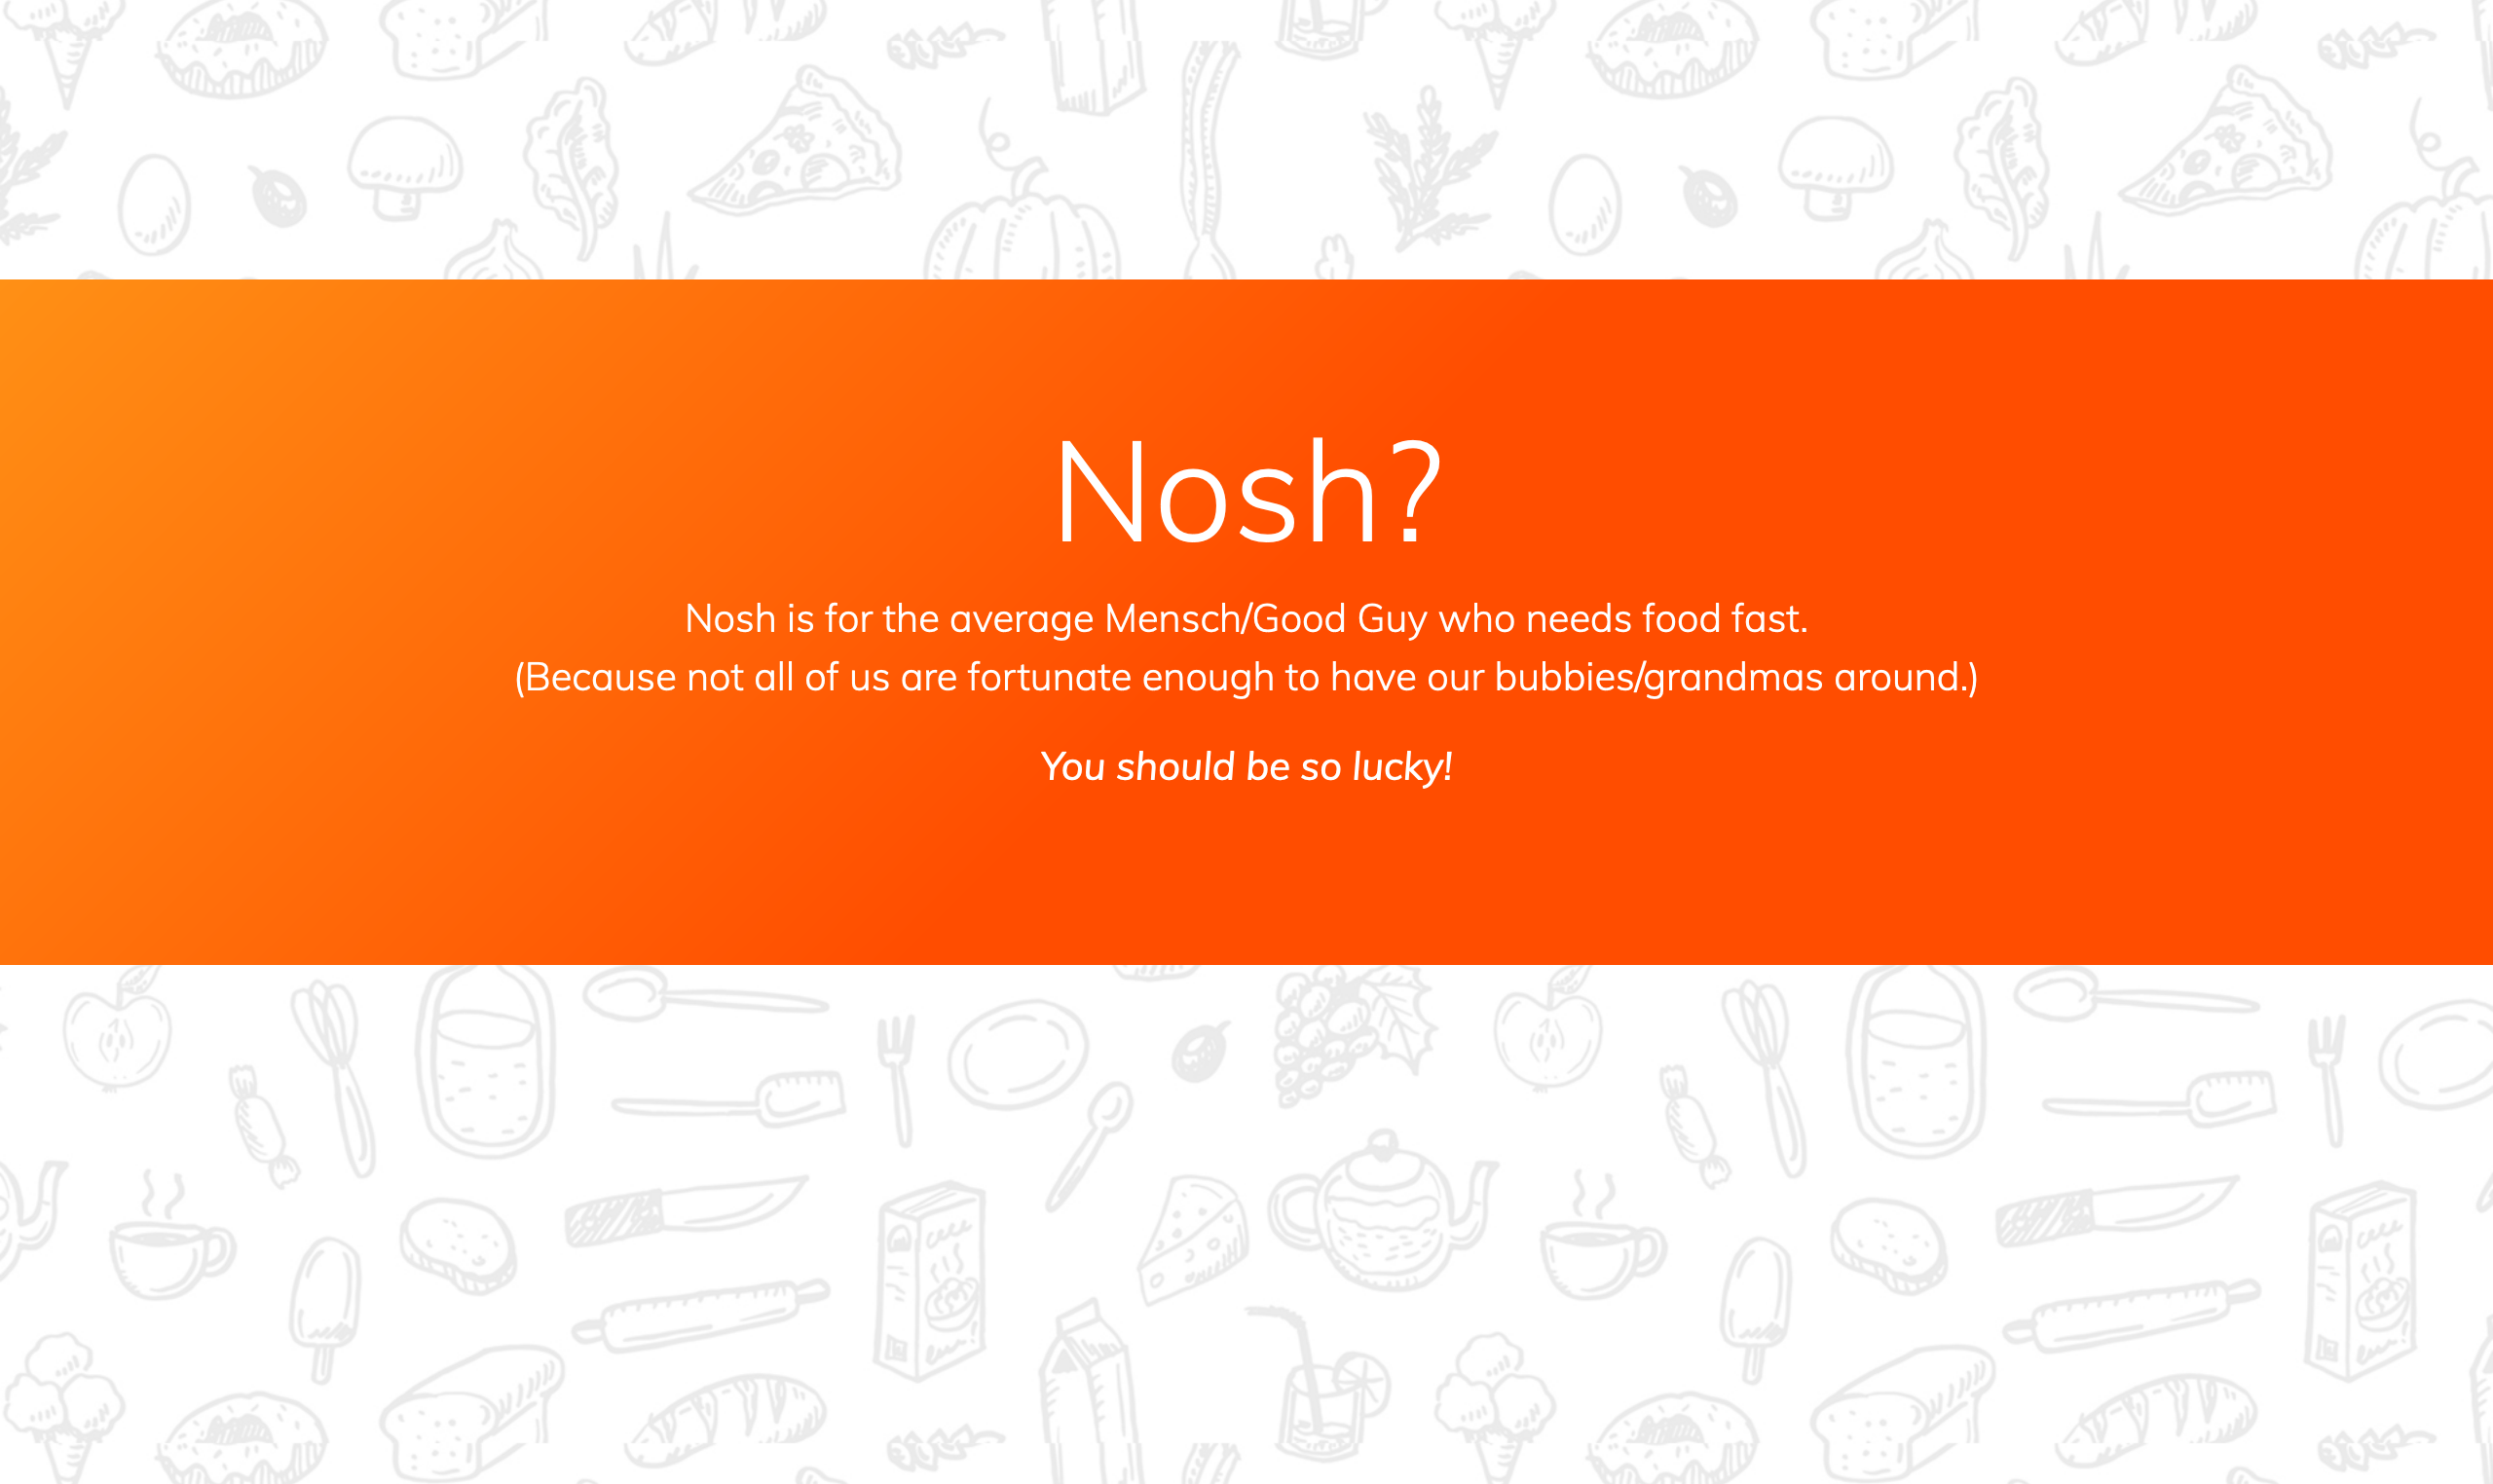 Nosh?
Nosh is for the average Mensch/Good Guy who needs food fast.
(Because not all of us are fortunate enough to have our bubbies/grandmas around.)
You should be so lucky!